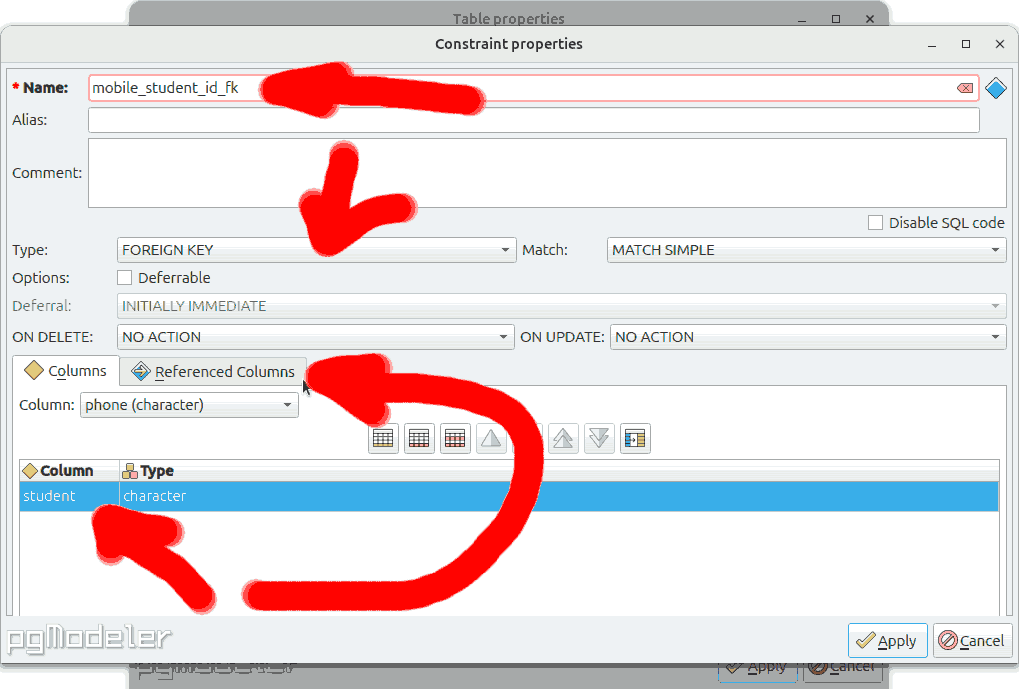 Table properties
Constraint properties
* Name: mobile_student_id_fk
Alias:
Comment:
Disable SQL code
Type: FOREIGN KEY Match: MATCH SIMPLE
Options: Deferrable
Deferral: INITIALLY IMMEDIATE
ON DELETE: NO ACTION ON UPDATE: NO ACTION
Columns Referenced Columns
Column: phone (character)
Column Type
student character
pgModeler Apply Cancel
pgModeler Apply Cancel